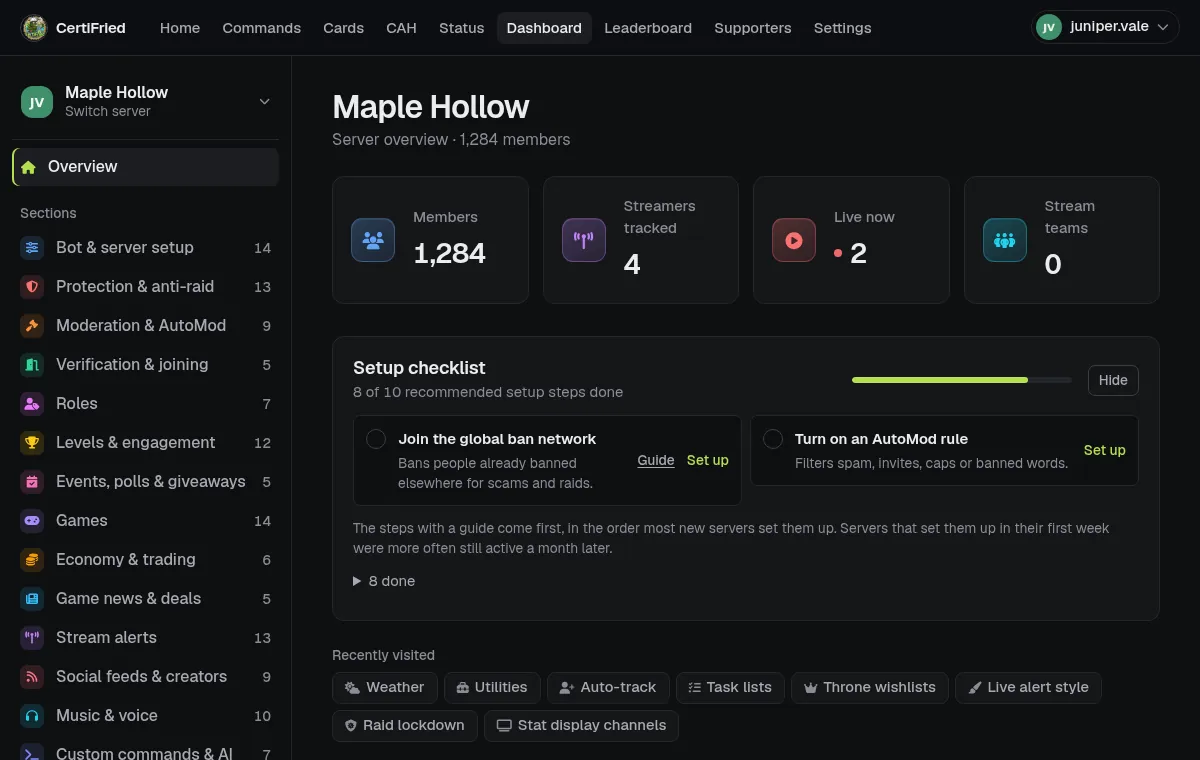 CertiFried
Home
Commands
Cards
CAH
Status
Dashboard
Leaderboard
Supporters
Settings
JV
juniper.vale
JV
Maple Hollow
Switch server
Overview
Sections
Bot & server setup 14
Protection & anti-raid 13
Moderation & AutoMod 9
Verification & joining 5
Roles 7
Levels & engagement 12
Events, polls & giveaways 5
Games 14
Economy & trading 6
Game news & deals 5
Stream alerts 13
Social feeds & creators 9
Music & voice 10
Custom commands & AI 7
Maple Hollow
Server overview · 1,284 members
Members
1,284
Streamers
tracked
4
Live now
2
Stream
teams
0
Setup checklist
8 of 10 recommended setup steps done
Hide
Join the global ban network
Bans people already banned
elsewhere for scams and raids.
Guide
Set up
Turn on an AutoMod rule
Filters spam, invites, caps or banned words.
Set up
The steps with a guide come first, in the order most new servers set them up. Servers that set them up in their first week
were more often still active a month later.
8 done
Recently visited
Weather
Utilities
Auto-track
Task lists
Throne wishlists
Live alert style
Raid lockdown
Stat display channels